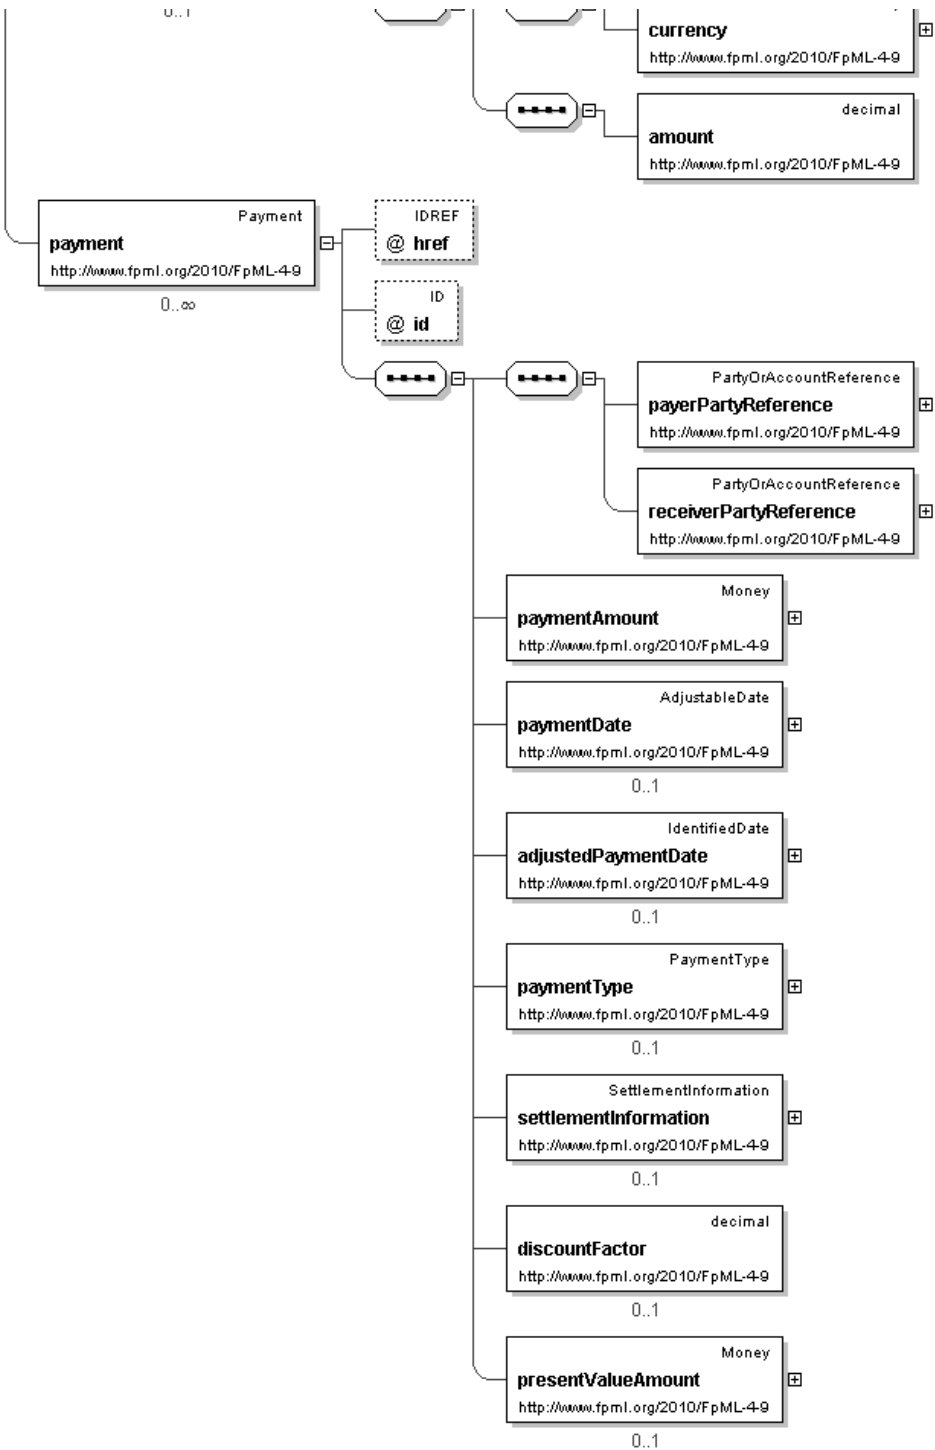 0..1
currency
http://www.fpml.org/2010/FpML-4-9
decimal
amount
http://www.fpml.org/2010/FpML-4-9
Payment
payment
http://www.fpml.org/2010/FpML-4-9
0..∞
IDREF
@ href
ID
@ id
PartyOrAccountReference
payerPartyReference
http://www.fpml.org/2010/FpML-4-9
PartyOrAccountReference
receiverPartyReference
http://www.fpml.org/2010/FpML-4-9
Money
paymentAmount
http://www.fpml.org/2010/FpML-4-9
AdjustableDate
paymentDate
http://www.fpml.org/2010/FpML-4-9
0..1
IdentifiedDate
adjustedPaymentDate
http://www.fpml.org/2010/FpML-4-9
0..1
PaymentType
paymentType
http://www.fpml.org/2010/FpML-4-9
0..1
SettlementInformation
settlementInformation
http://www.fpml.org/2010/FpML-4-9
0..1
decimal
discountFactor
http://www.fpml.org/2010/FpML-4-9
0..1
Money
presentValueAmount
http://www.fpml.org/2010/FpML-4-9
0..1